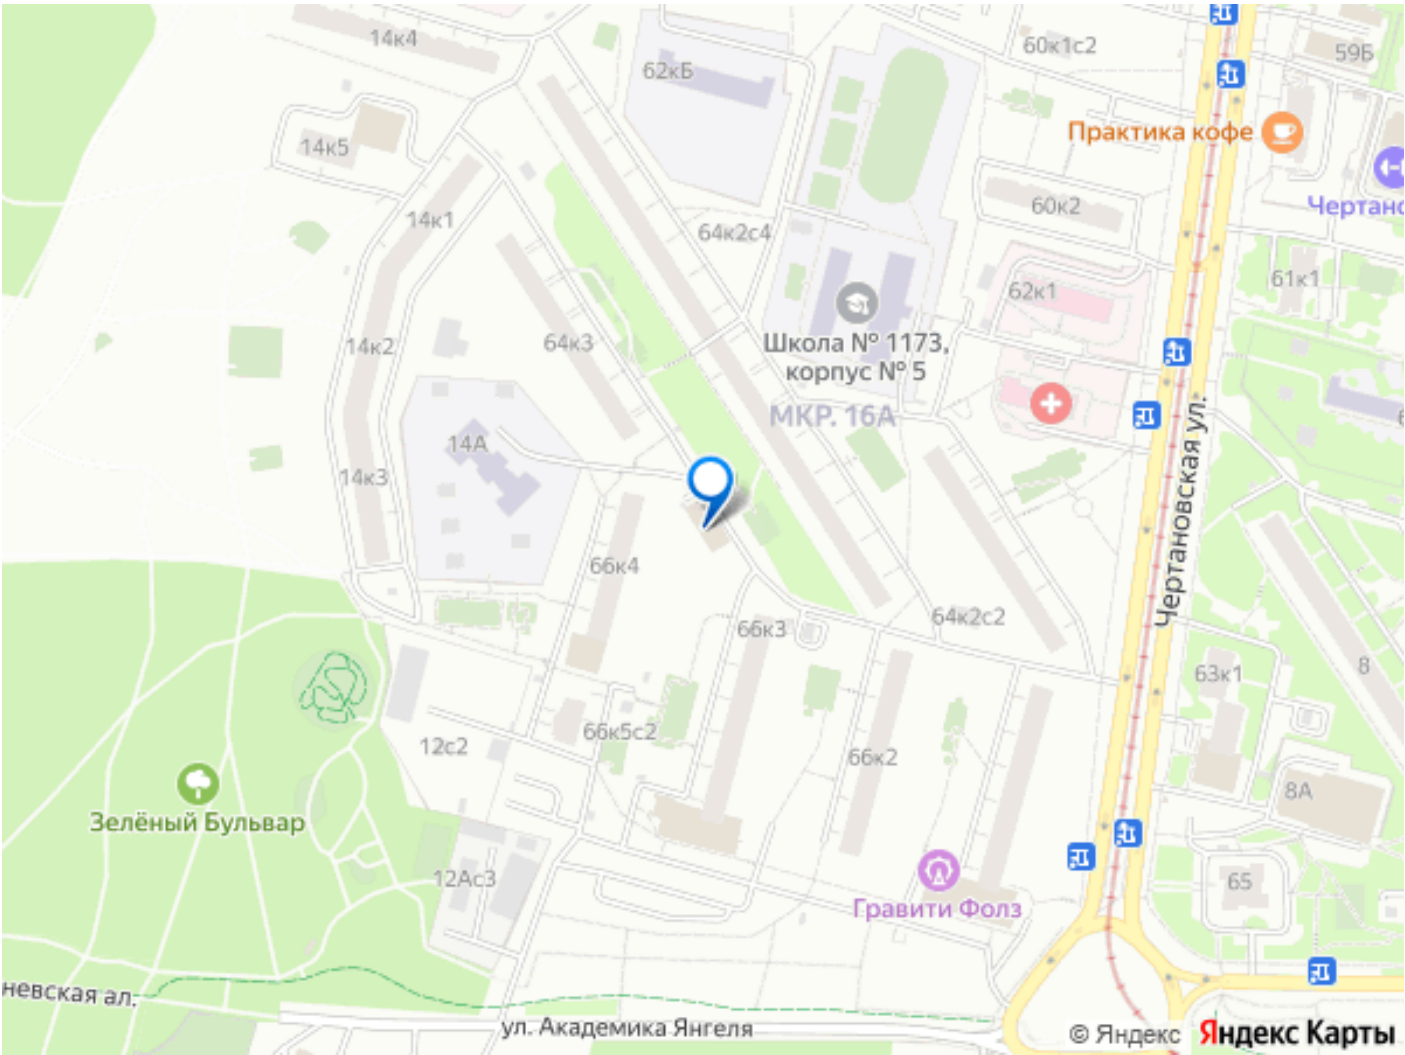 14к4
62кБ
60к1с2
59Б
Практика кофе
14к5
Чертано
60к2
14к1
64к2с4
61к1
62к1
14к2
64к3
Школа № 1173,
корпус № 5
МКР. 16А
14А
14к3
Чертановская ул.
66к4
64к2с2
66к3
63к1
8
66к5с2
12с2
66к2
8А
Зелёный Бульвар
12Ас3
65
Гравити Фолз
невская ал.
ул. Академика Янгеля
© Яндекс Яндекс Карты